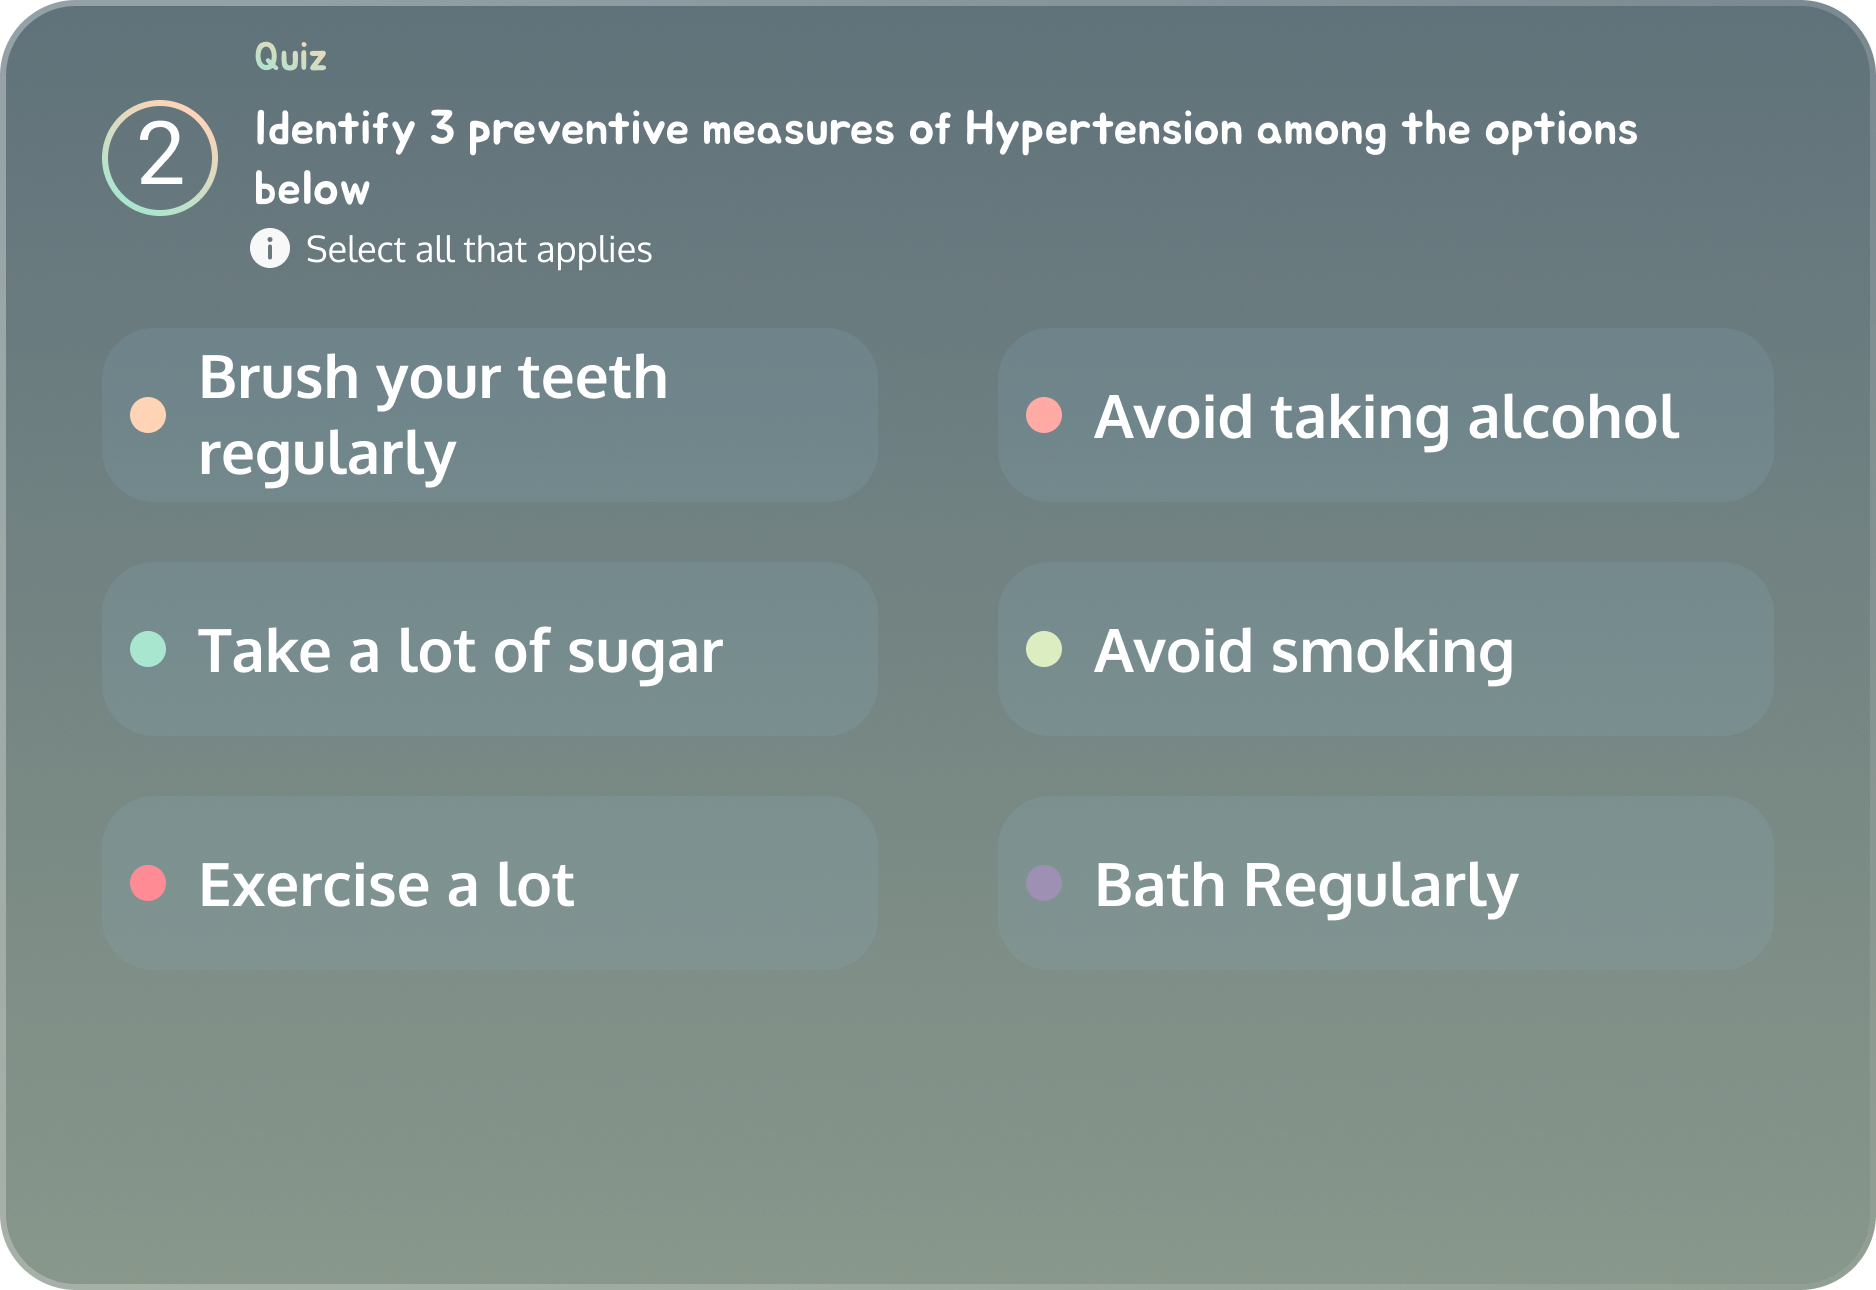 Quiz
2
Identify 3 preventive measures of Hypertension among the options
below
i
Select all that applies
Brush your teeth
regularly
Avoid taking alcohol
Take a lot of sugar
Avoid smoking
Exercise a lot
Bath Regularly